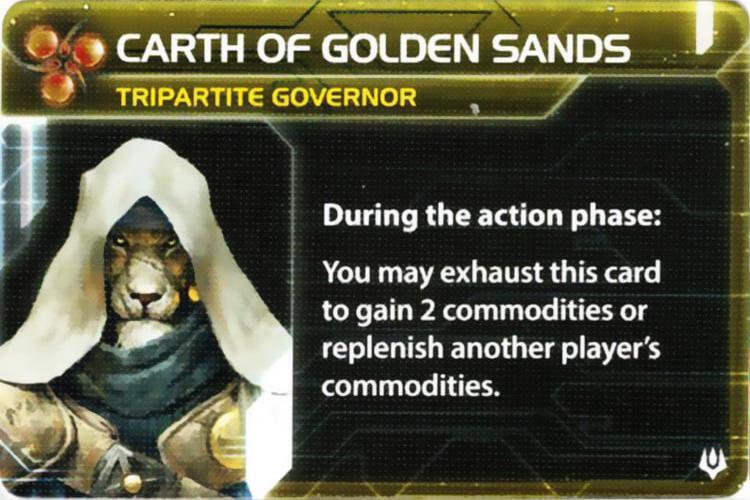 CARTH OF GOLDEN SANDS
TRIPARTITE GOVERNOR
During the action phase:
You may exhaust this card
to gain 2 commodities or
replenish another player's
commodities.